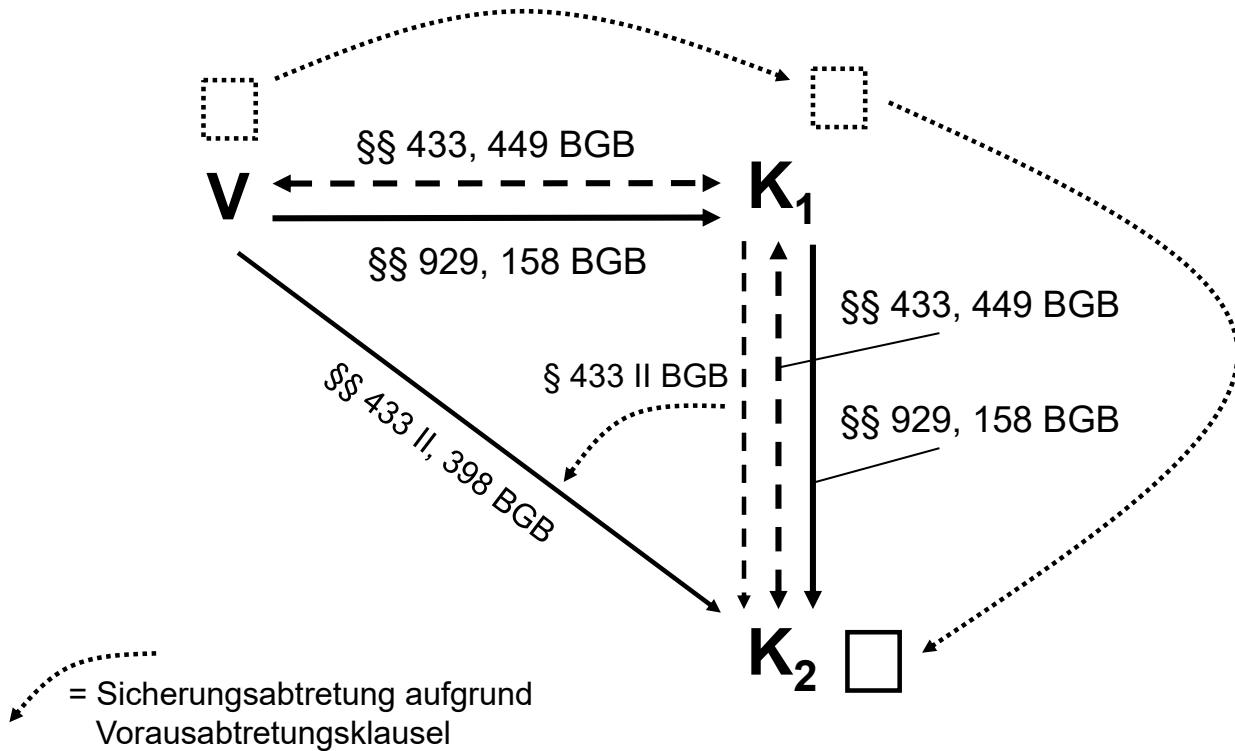 §§ 433, 449 BGB
V
K1
§§ 929, 158 BGB
§§ 433, 449 BGB
§ 433 II BGB
§§ 433 II, 398 BGB
§§ 929, 158 BGB
K2
= Sicherungsabtretung aufgrund
Vorausabtretungsklausel